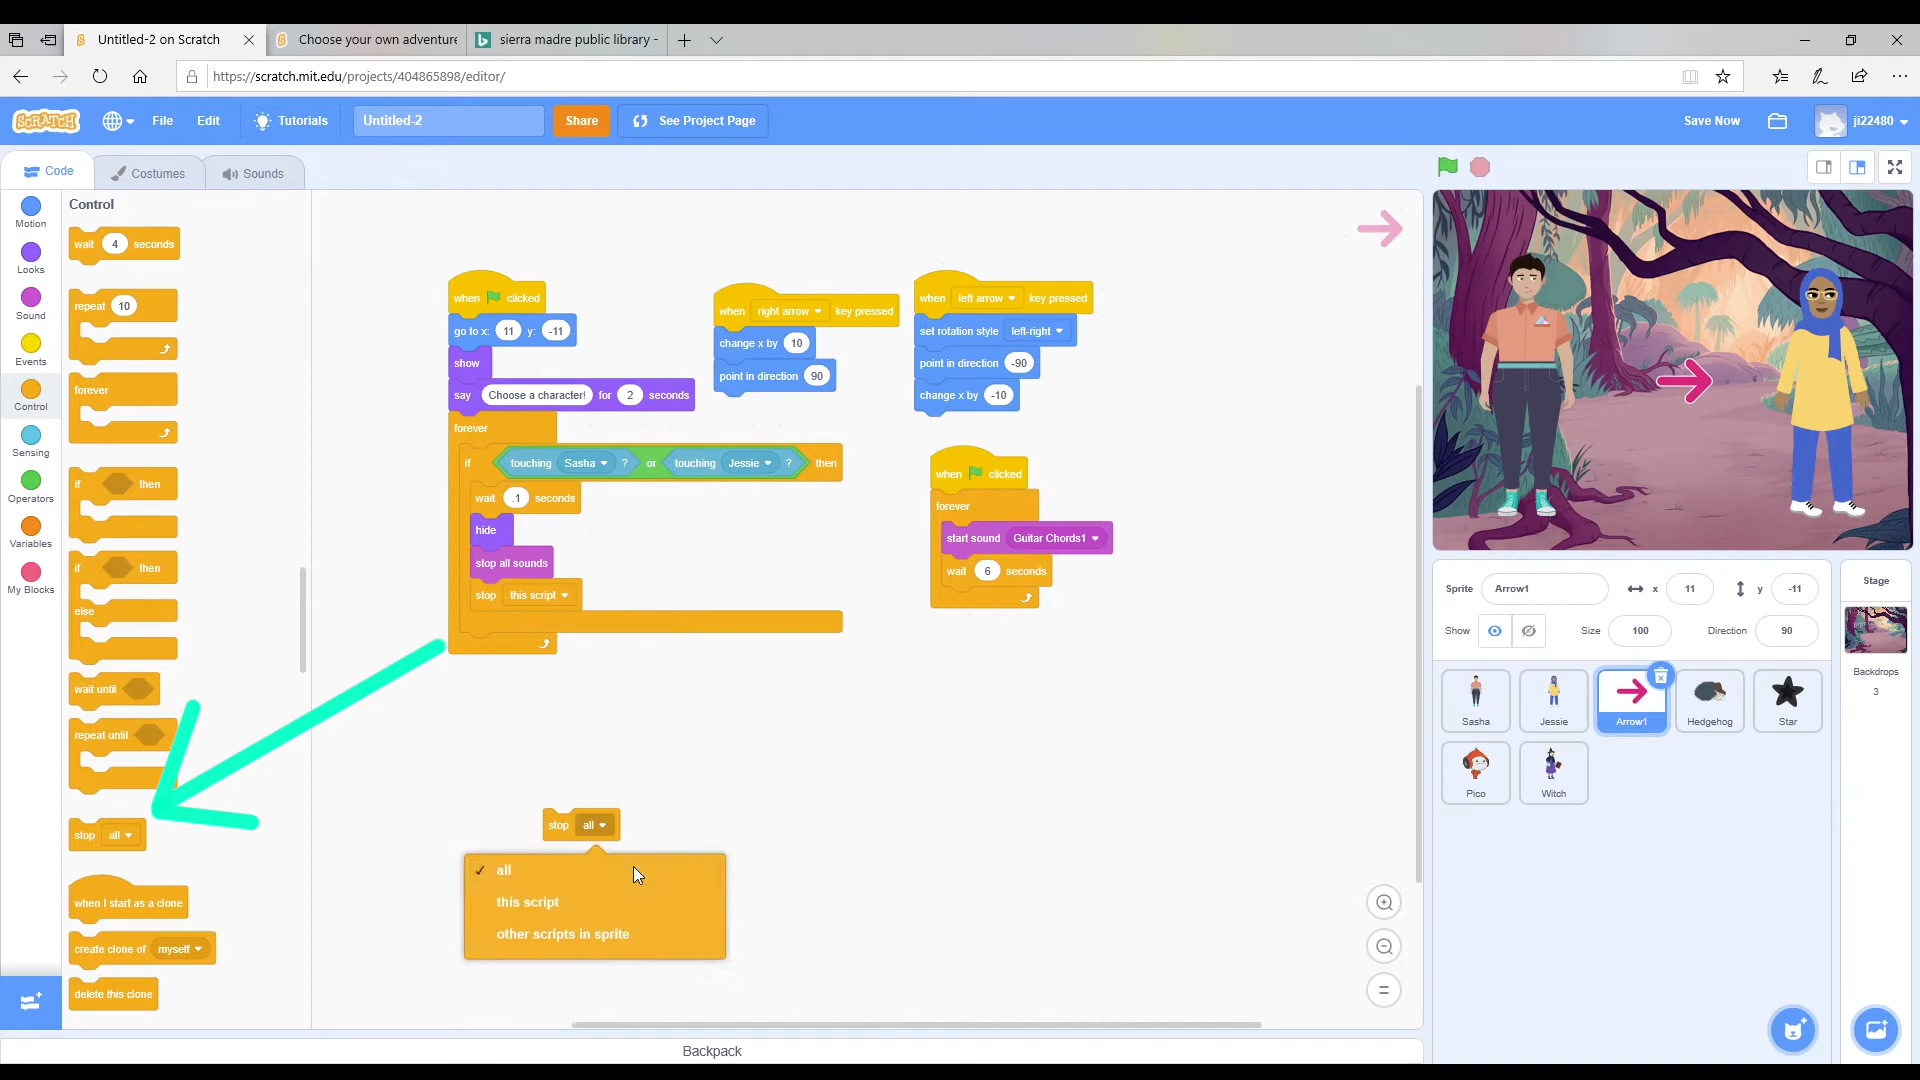 Untitled-2 on Scratch
Choose your own adventure
sierra madre public library -
https://scratch.mit.edu/projects/404865898/editor/
SCRATCH
File
Edit
Tutorials
Untitled-2
Share
See Project Page
Save Now
ji22480
Code
Costumes
Sounds
Motion
Looks
Sound
Events
Control
Sensing
Operators
Variables
My Blocks
Control
wait 4 seconds
repeat 10
forever
if then
if then
else
wait until
repeat until
stop all
when I start as a clone
create clone of myself
delete this clone
when clicked
go to x: 11 y: -11
show
say Choose a character! for 2 seconds
forever
if touching Sasha ? or touching Jessie ? then
wait .1 seconds
hide
stop all sounds
stop this script
when right arrow key pressed
change x by 10
point in direction 90
when left arrow key pressed
set rotation style left-right
point in direction -90
change x by -10
when clicked
forever
start sound Guitar Chords1
wait 6 seconds
stop all
✓ all
this script
other scripts in sprite
Sprite Arrow1 x 11 y -11
Show Size 100 Direction 90
Sasha
Jessie
Arrow1
Hedgehog
Star
Pico
Witch
Stage
Backdrops
3
Backpack